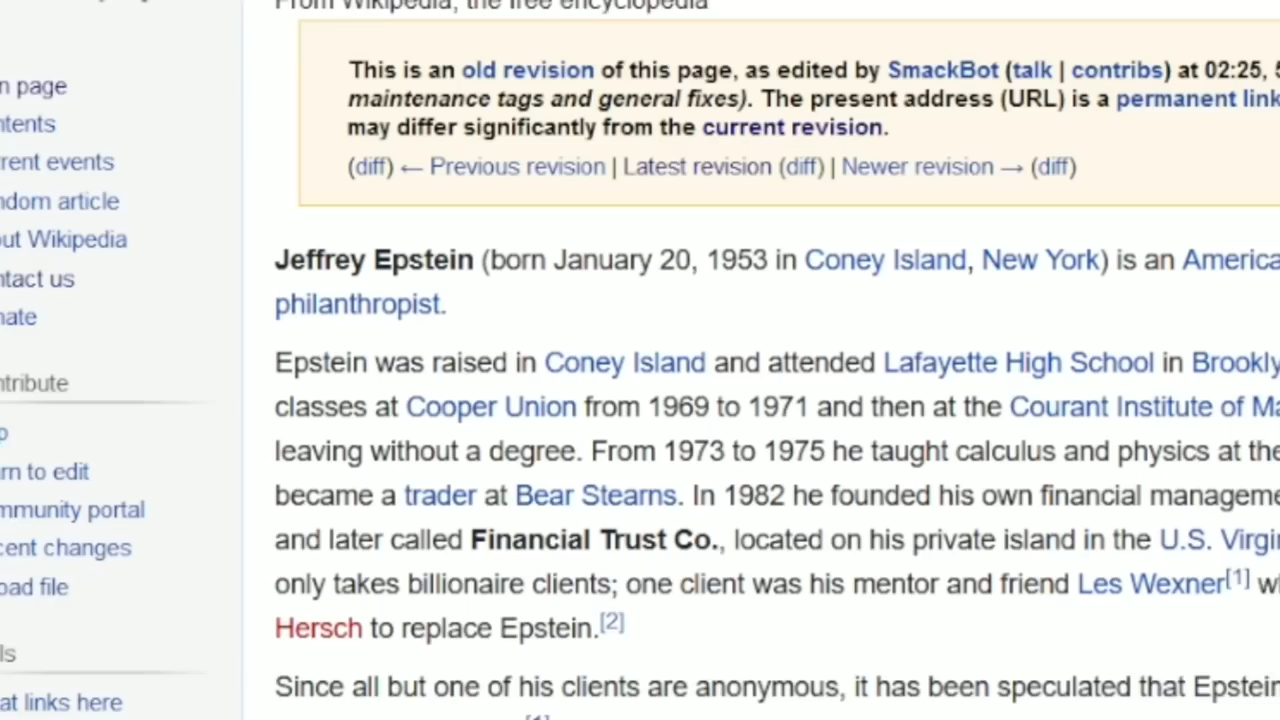 From Wikipedia, the free encyclopedia
This is an old revision of this page, as edited by SmackBot (talk | contribs) at 02:25, 5
maintenance tags and general fixes). The present address (URL) is a permanent link
may differ significantly from the current revision.
(diff) ← Previous revision | Latest revision (diff) | Newer revision → (diff)
Jeffrey Epstein (born January 20, 1953 in Coney Island, New York) is an America
philanthropist.
Epstein was raised in Coney Island and attended Lafayette High School in Brookly
classes at Cooper Union from 1969 to 1971 and then at the Courant Institute of Ma
leaving without a degree. From 1973 to 1975 he taught calculus and physics at the
became a trader at Bear Stearns. In 1982 he founded his own financial manageme
and later called Financial Trust Co., located on his private island in the U.S. Virgi
only takes billionaire clients; one client was his mentor and friend Les Wexner[1] wh
Hersch to replace Epstein.[2]
Since all but one of his clients are anonymous, it has been speculated that Epstein
[1]
n page
ntents
rrent events
ndom article
out Wikipedia
ntact us
nate
ntribute
p
rn to edit
mmunity portal
cent changes
oad file
ls
at links here